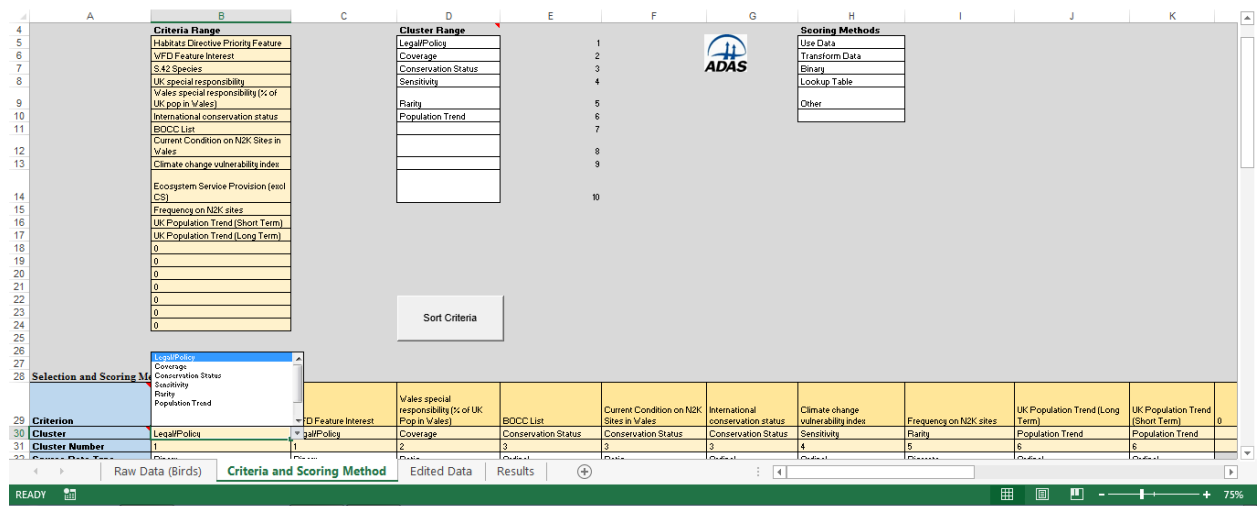 A B C D E F G H I J K
4 Criteria Range Cluster Range Scoring Methods
5 Habitats Directive Priority Feature Legal/Policy 1 Use Data
6 WFD Feature Interest Coverage 2 Transform Data
7 S.42 Species Conservation Status 3 Binary
8 UK special responsibility Sensitivity 4 Lookup Table
Wales special responsibility (% of
9 UK pop in Wales) Rarity 5 Other
10 International conservation status Population Trend 6
11 BOCC List 7
Current Condition on N2K Sites in
12 Wales 8
13 Climate change vulnerability index 9
Ecosystem Service Provision (excl
14 CS) 10
15 Frequency on N2K sites
16 UK Population Trend (Short Term)
17 UK Population Trend (Long Term)
18 0
19 0
20 0
21 0
22 0
23 0
24 0
ADAS
Sort Criteria
25
26
27
28 Selection and Scoring Me
Legal/Policy
Coverage
Conservation Status
Sensitivity
Rarity
Population Trend
Wales special
responsibility (% of UK Current Condition on N2K International Climate change UK Population Trend (Long UK Population Trend
29 Criterion FD Feature Interest Pop in Wales) BOCC List Sites in Wales conservation status vulnerability index Frequency on N2K sites Term) (Short Term) 0
30 Cluster Legal/Policy gal/Policy Coverage Conservation Status Conservation Status Conservation Status Sensitivity Rarity Population Trend Population Trend
31 Cluster Number 1 1 2 3 3 3 4 5 6 6
Raw Data (Birds) Criteria and Scoring Method Edited Data Results
READY 75%